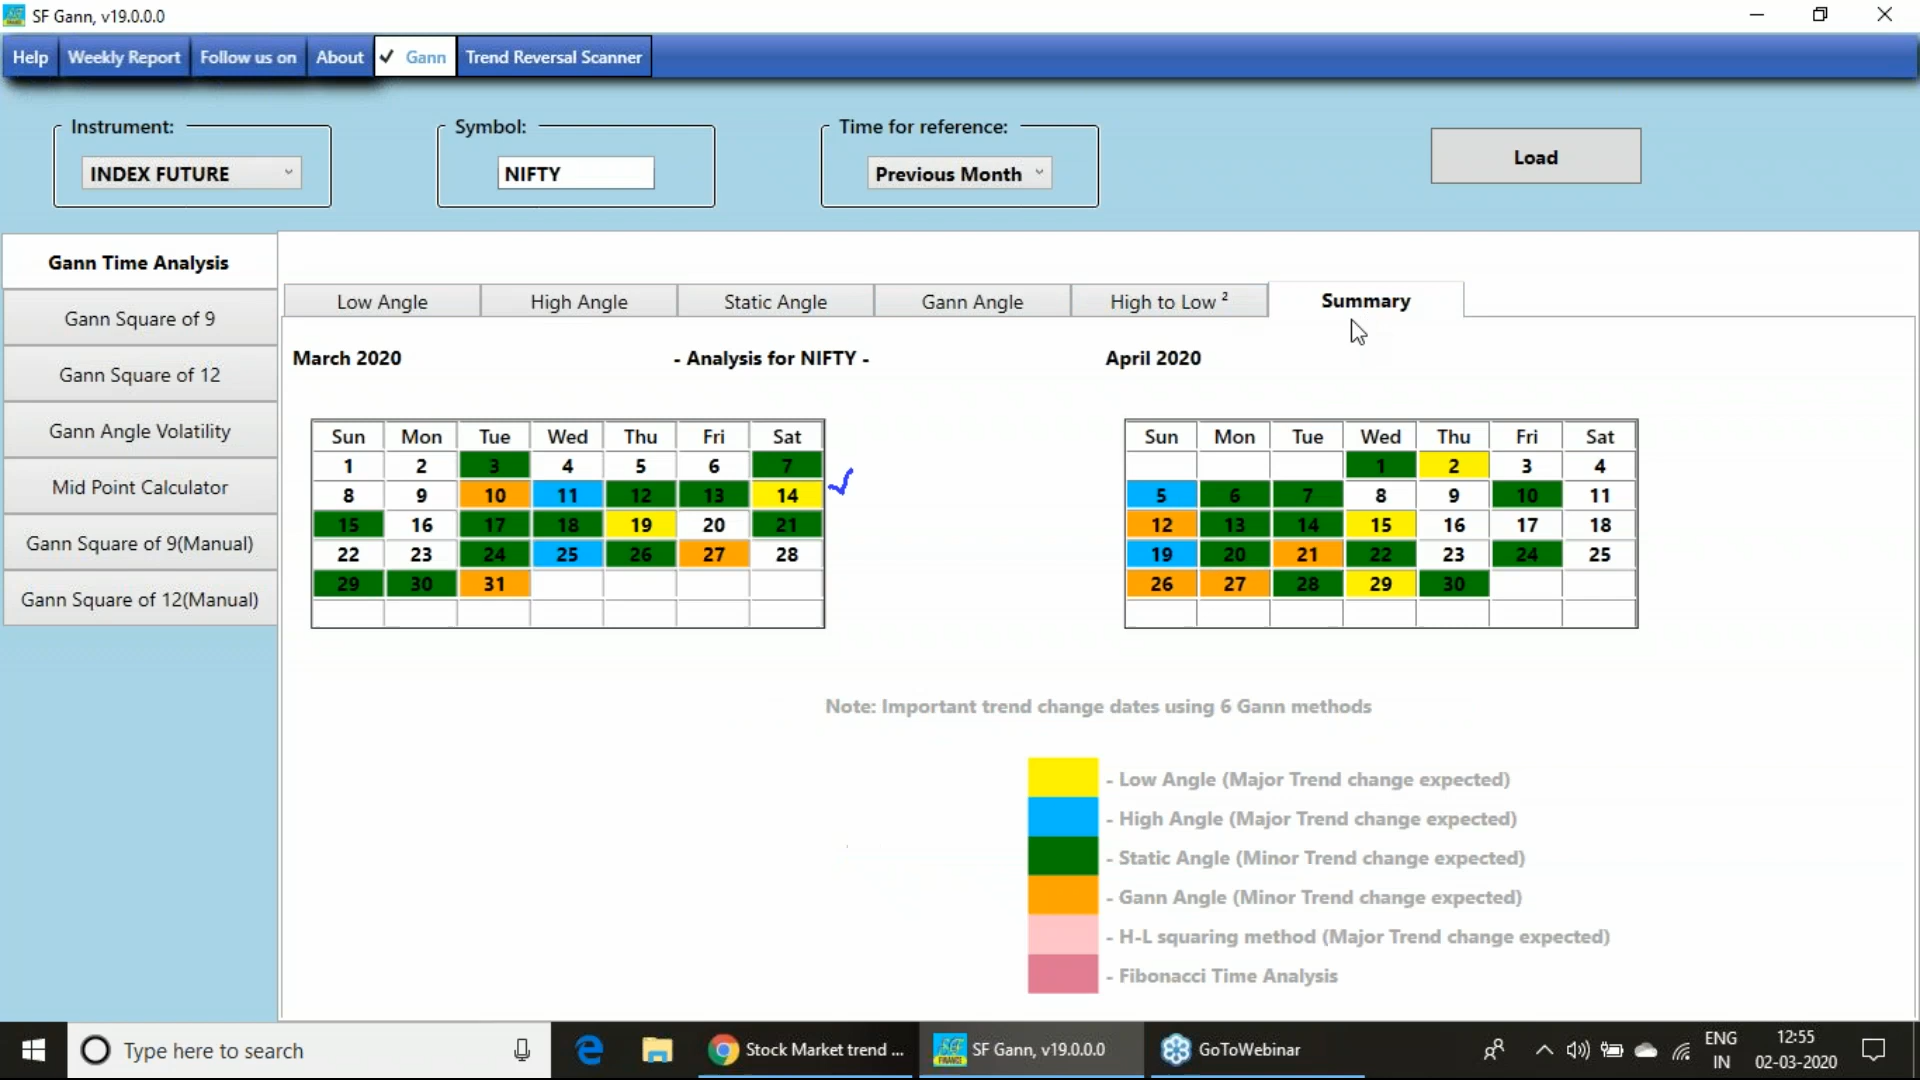 SF Gann, v19.0.0.0
Help Weekly Report Follow us on About ✓ Gann Trend Reversal Scanner
Instrument: Symbol: Time for reference:
INDEX FUTURE NIFTY Previous Month Load
Gann Time Analysis
Gann Square of 9
Gann Square of 12
Gann Angle Volatility
Mid Point Calculator
Gann Square of 9(Manual)
Gann Square of 12(Manual)
Low Angle High Angle Static Angle Gann Angle High to Low ² Summary
March 2020 - Analysis for NIFTY - April 2020
Sun Mon Tue Wed Thu Fri Sat
1 2 3 4 5 6 7
8 9 10 11 12 13 14
15 16 17 18 19 20 21
22 23 24 25 26 27 28
29 30 31
Sun Mon Tue Wed Thu Fri Sat
1 2 3 4
5 6 7 8 9 10 11
12 13 14 15 16 17 18
19 20 21 22 23 24 25
26 27 28 29 30
Note: Important trend change dates using 6 Gann methods
- Low Angle (Major Trend change expected)
- High Angle (Major Trend change expected)
- Static Angle (Minor Trend change expected)
- Gann Angle (Minor Trend change expected)
- H-L squaring method (Major Trend change expected)
- Fibonacci Time Analysis
Type here to search
Stock Market trend ...
SF Gann, v19.0.0.0
GoToWebinar
ENG
IN
12:55
02-03-2020